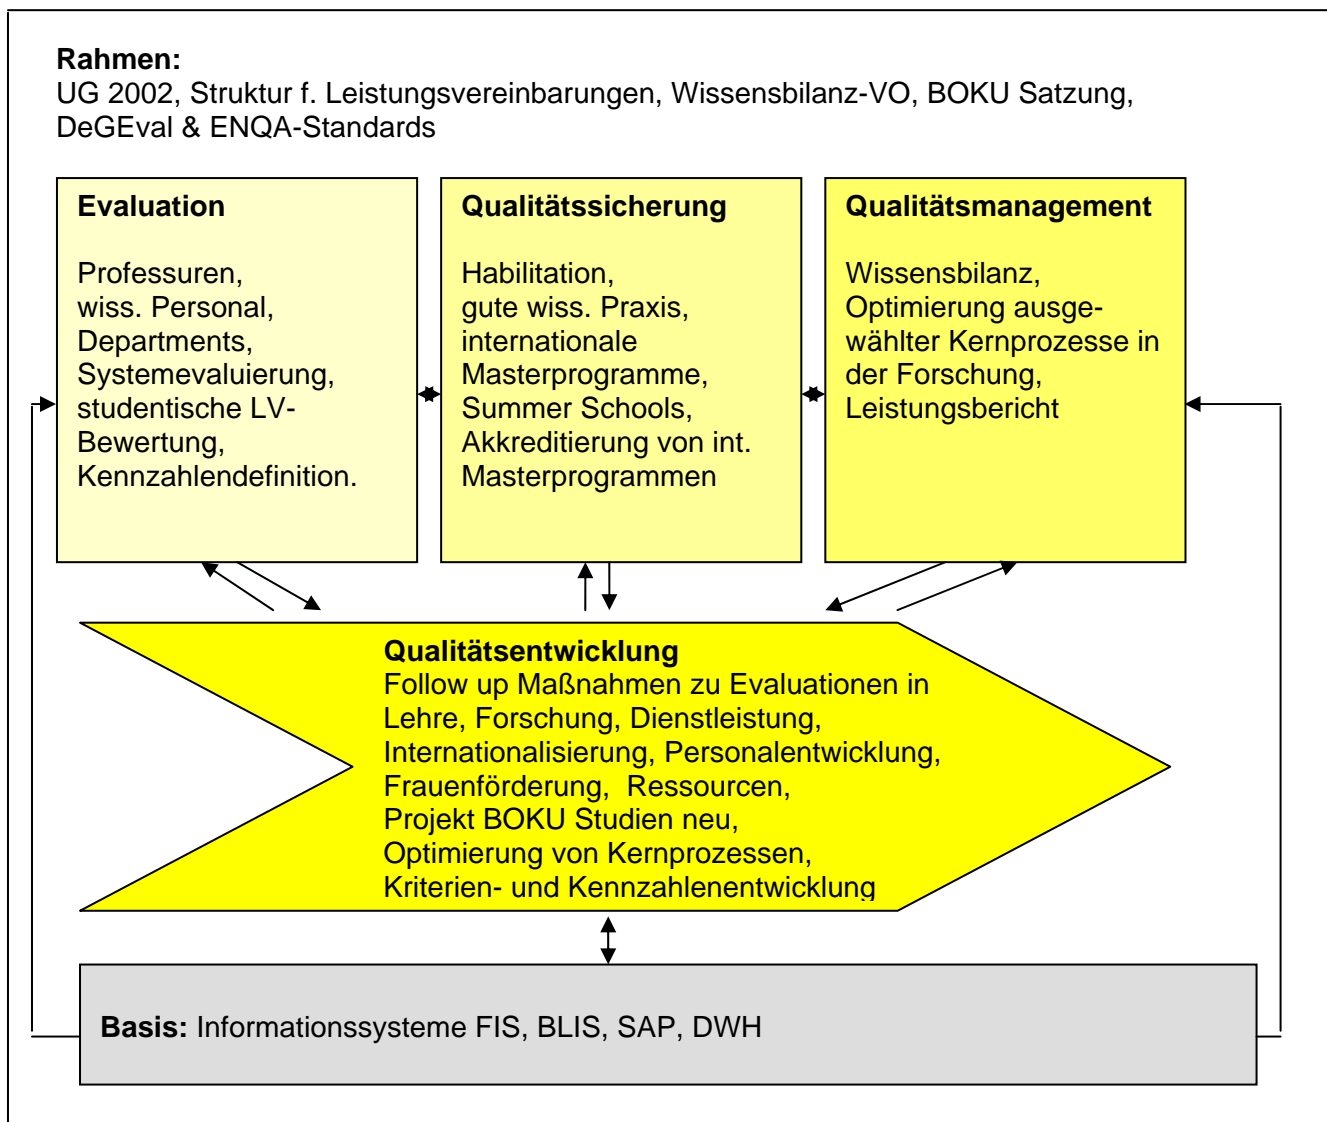 Rahmen:
UG 2002, Struktur f. Leistungsvereinbarungen, Wissensbilanz-VO, BOKU Satzung,
DeGEval & ENQA-Standards
Evaluation
Professuren,
wiss. Personal,
Departments,
Systemevaluierung,
studentische LV-
Bewertung,
Kennzahlendefinition.
Qualitätssicherung
Habilitation,
gute wiss. Praxis,
internationale
Masterprogramme,
Summer Schools,
Akkreditierung von int.
Masterprogrammen
Qualitätsmanagement
Wissensbilanz,
Optimierung ausge-
wählter Kernprozesse in
der Forschung,
Leistungsbericht
Qualitätsentwicklung
Follow up Maßnahmen zu Evaluationen in
Lehre, Forschung, Dienstleistung,
Internationalisierung, Personalentwicklung,
Frauenförderung, Ressourcen,
Projekt BOKU Studien neu,
Optimierung von Kernprozessen,
Kriterien- und Kennzahlenentwicklung
Basis: Informationssysteme FIS, BLIS, SAP, DWH